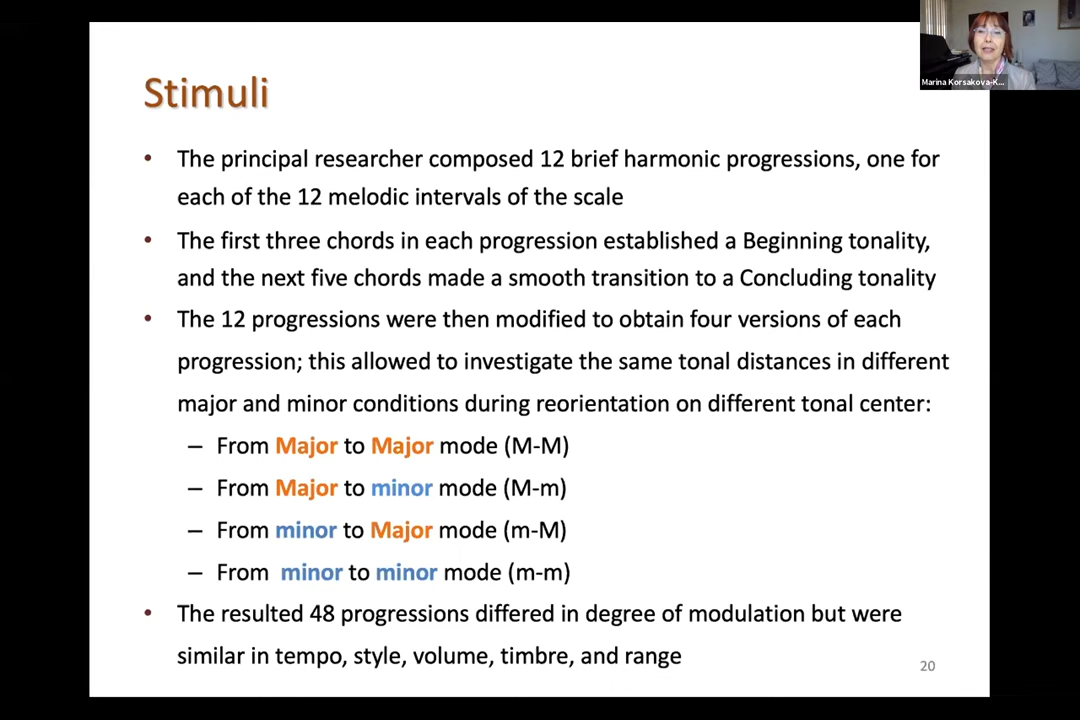 Marina Korsakova-K...
Stimuli
• The principal researcher composed 12 brief harmonic progressions, one for
each of the 12 melodic intervals of the scale
• The first three chords in each progression established a Beginning tonality,
and the next five chords made a smooth transition to a Concluding tonality
• The 12 progressions were then modified to obtain four versions of each
progression; this allowed to investigate the same tonal distances in different
major and minor conditions during reorientation on different tonal center:
– From Major to Major mode (M-M)
– From Major to minor mode (M-m)
– From minor to Major mode (m-M)
– From minor to minor mode (m-m)
• The resulted 48 progressions differed in degree of modulation but were
similar in tempo, style, volume, timbre, and range
20